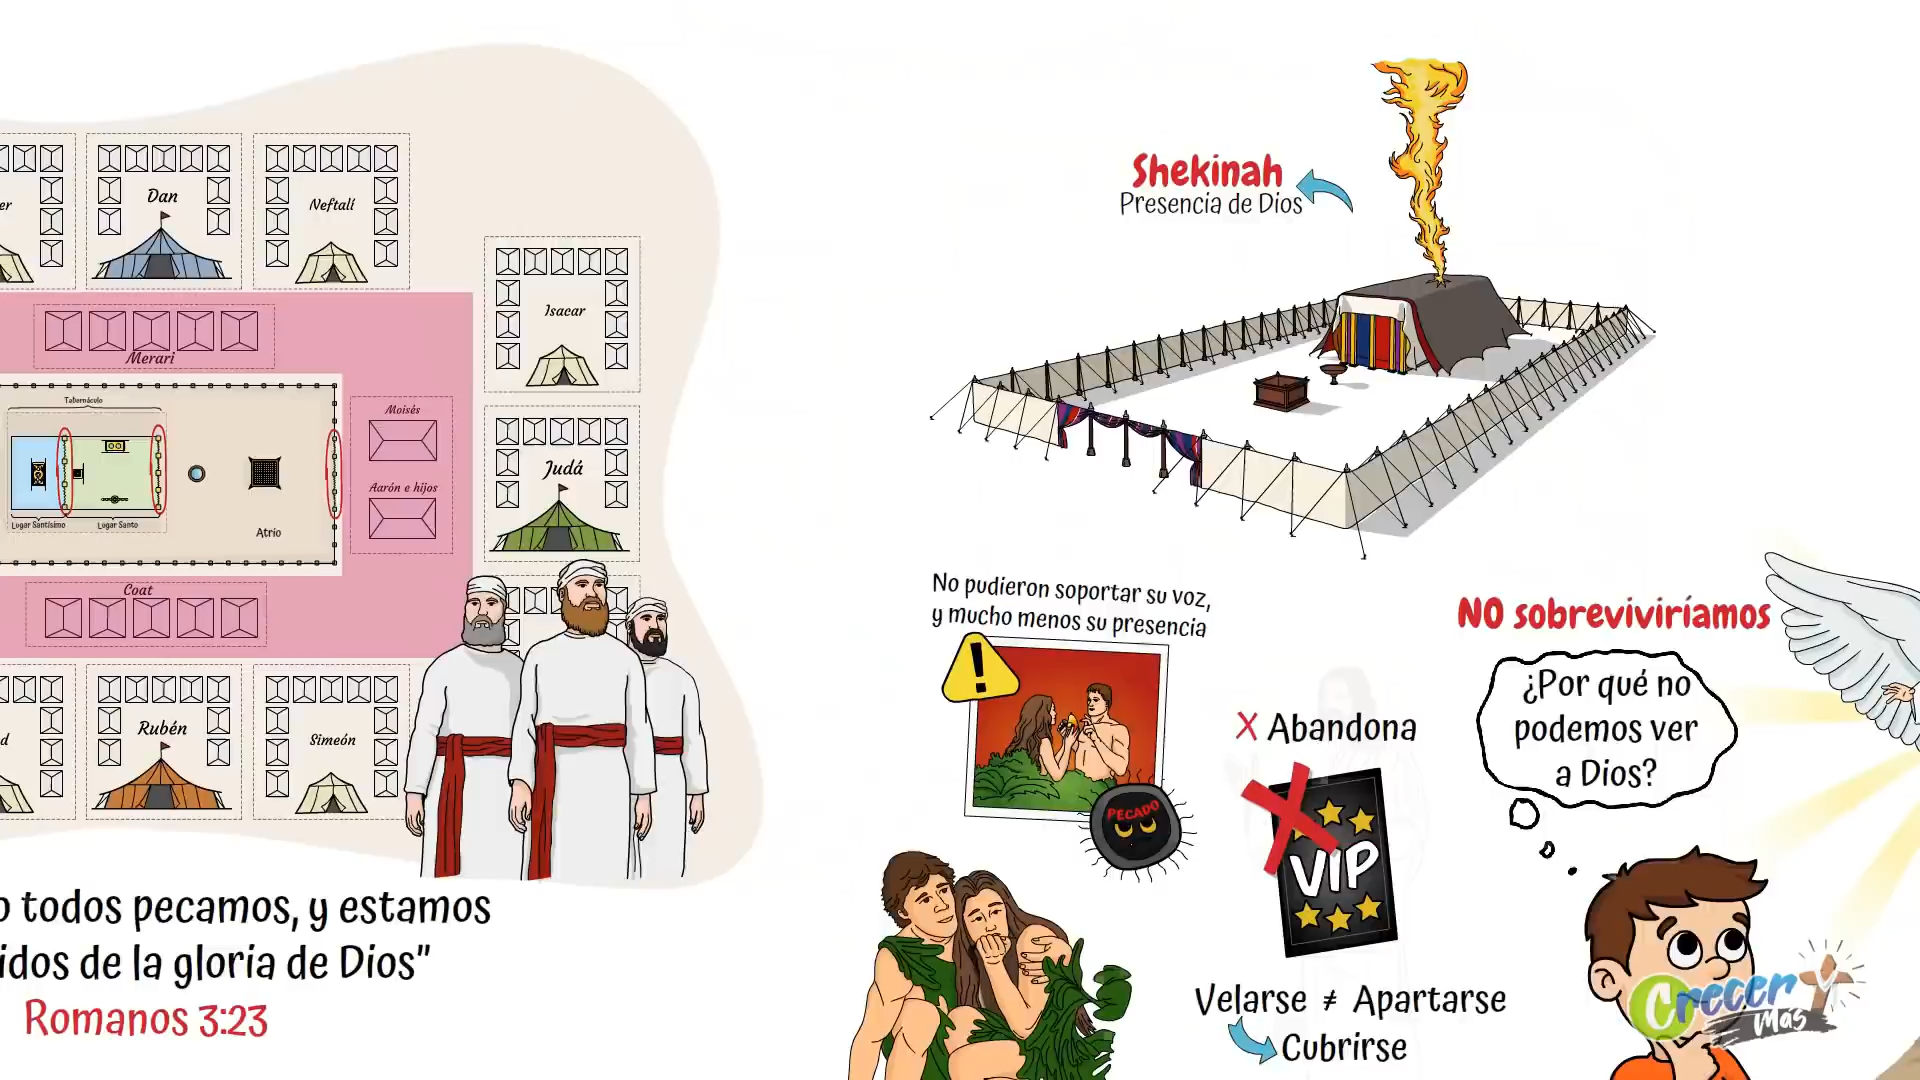 Dan
Neftalí
Isacar
Merari
Tabernáculo
Moisés
Aarón e hijos
Judá
Lugar Santísimo
Lugar Santo
Atrio
Coat
Rubén
Simeón
todos pecamos, y estamos
de la gloria de Dios”
Romanos 3:23
Shekinah
Presencia de Dios
No pudieron soportar su voz,
y mucho menos su presencia
PECADO
X Abandona
VIP
Velarse ≠ Apartarse
Cubrirse
NO sobreviviríamos
¿Por qué no
podemos ver
a Dios?
Crecer
Más